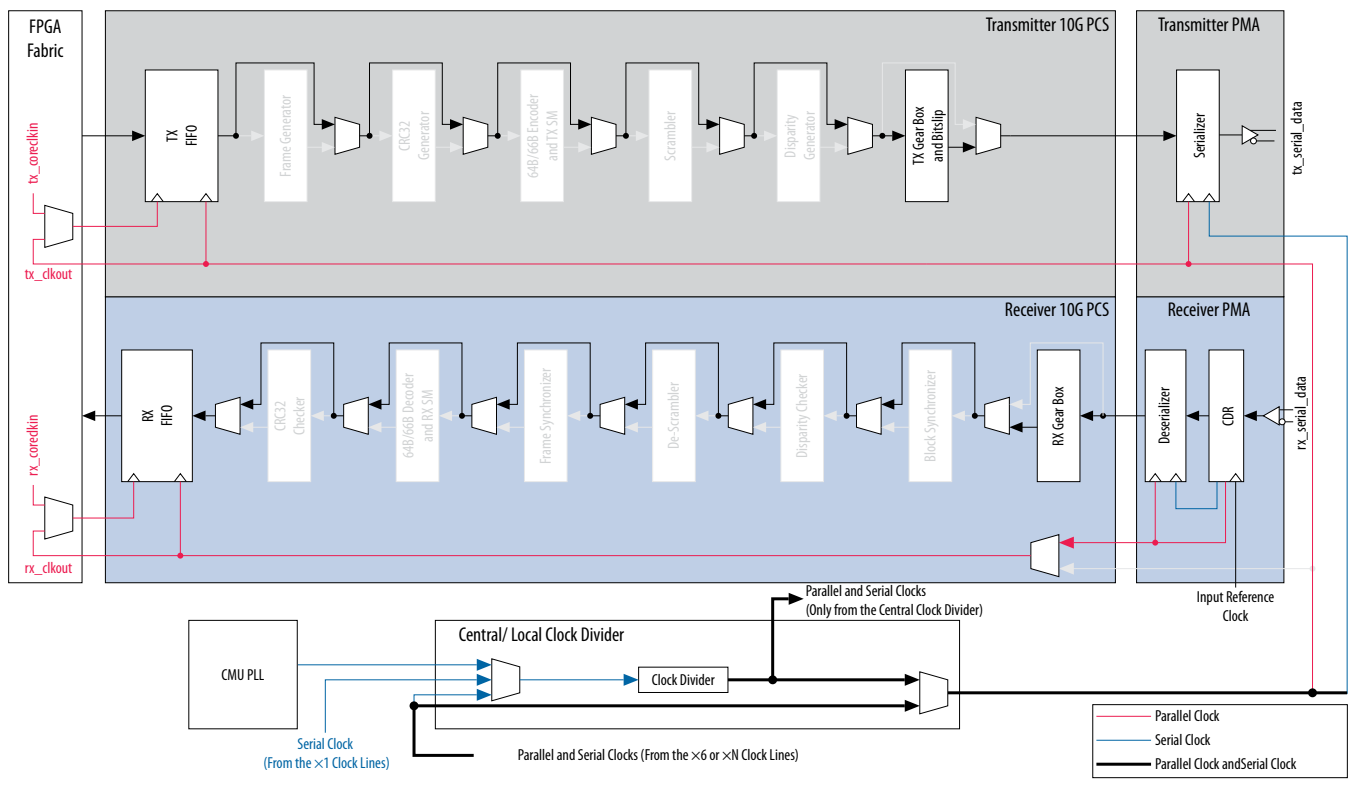 FPGA
Fabric
Transmitter 10G PCS
Transmitter PMA
TX
FIFO
Frame Generator
CRC32
Generator
64B/66B Encoder
and TX SM
Scrambler
Disparity
Generator
TX Gear Box
and Bitslip
Serializer
tx_serial_data
tx_coreclkin
tx_clkout
Receiver 10G PCS
Receiver PMA
RX
FIFO
CRC32
Checker
64B/66B Decoder
and RX SM
Frame Synchronizer
De-Scrambler
Disparity Checker
Block Synchronizer
RX Gear Box
Deserializer
CDR
rx_serial_data
rx_coreclkin
rx_clkout
Input Reference
Clock
Parallel and Serial Clocks
(Only from the Central Clock Divider)
Central/ Local Clock Divider
CMU PLL
Clock Divider
Serial Clock
(From the ×1 Clock Lines)
Parallel and Serial Clocks (From the ×6 or ×N Clock Lines)
Parallel Clock
Serial Clock
Parallel Clock andSerial Clock